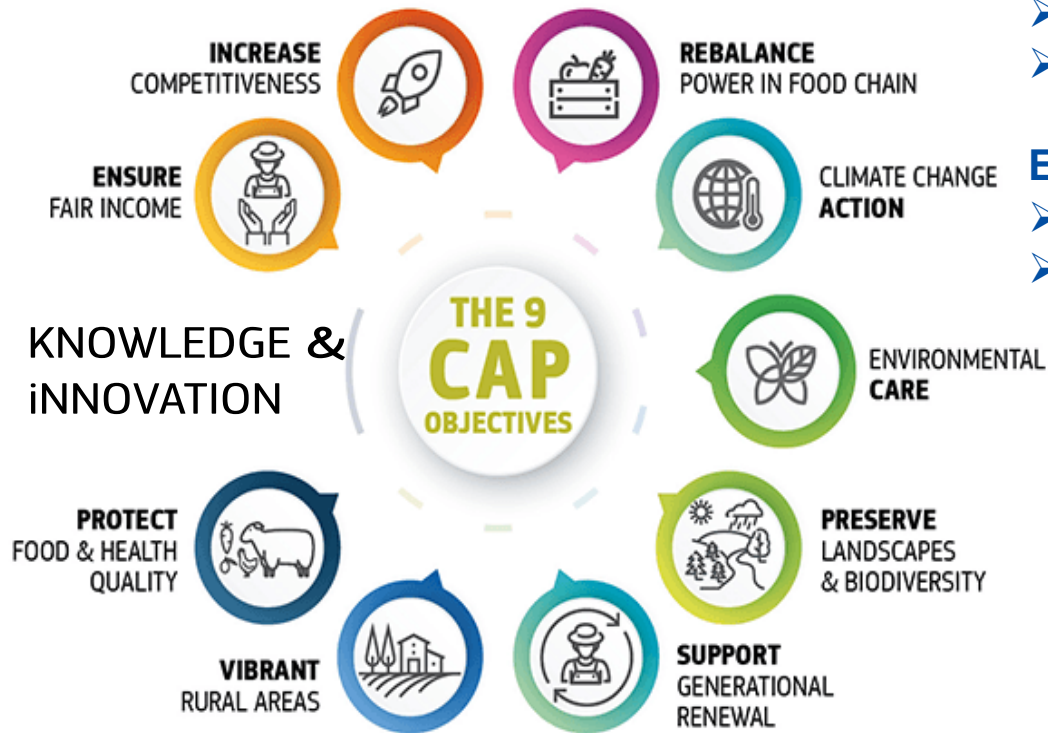 INCREASE
COMPETITIVENESS
REBALANCE
POWER IN FOOD CHAIN
ENSURE
FAIR INCOME
CLIMATE CHANGE
ACTION
KNOWLEDGE &
iNNOVATION
THE 9
CAP
OBJECTIVES
ENVIRONMENTAL
CARE
PROTECT
FOOD & HEALTH
QUALITY
PRESERVE
LANDSCAPES
& BIODIVERSITY
VIBRANT
RURAL AREAS
SUPPORT
GENERATIONAL
RENEWAL